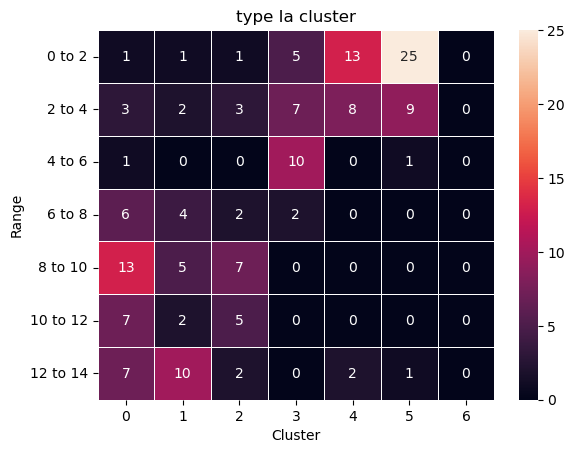 type la cluster
0 to 2 1 1 1 5 13 25 0
2 to 4 3 2 3 7 8 9 0
4 to 6 1 0 0 10 0 1 0
6 to 8 6 4 2 2 0 0 0
8 to 10 13 5 7 0 0 0 0
10 to 12 7 2 5 0 0 0 0
12 to 14 7 10 2 0 2 1 0
0 1 2 3 4 5 6
Cluster
Range
25
20
15
10
5
0